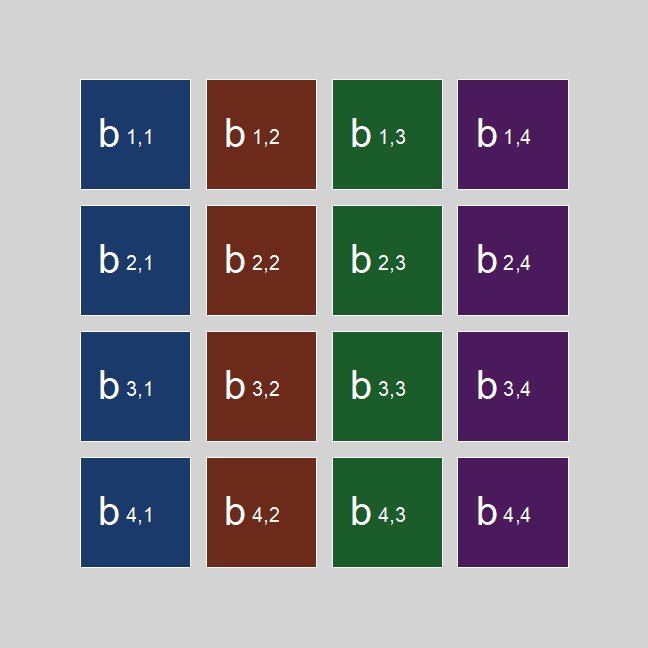 b 1,1 b 1,2 b 1,3 b 1,4
b 2,1 b 2,2 b 2,3 b 2,4
b 3,1 b 3,2 b 3,3 b 3,4
b 4,1 b 4,2 b 4,3 b 4,4